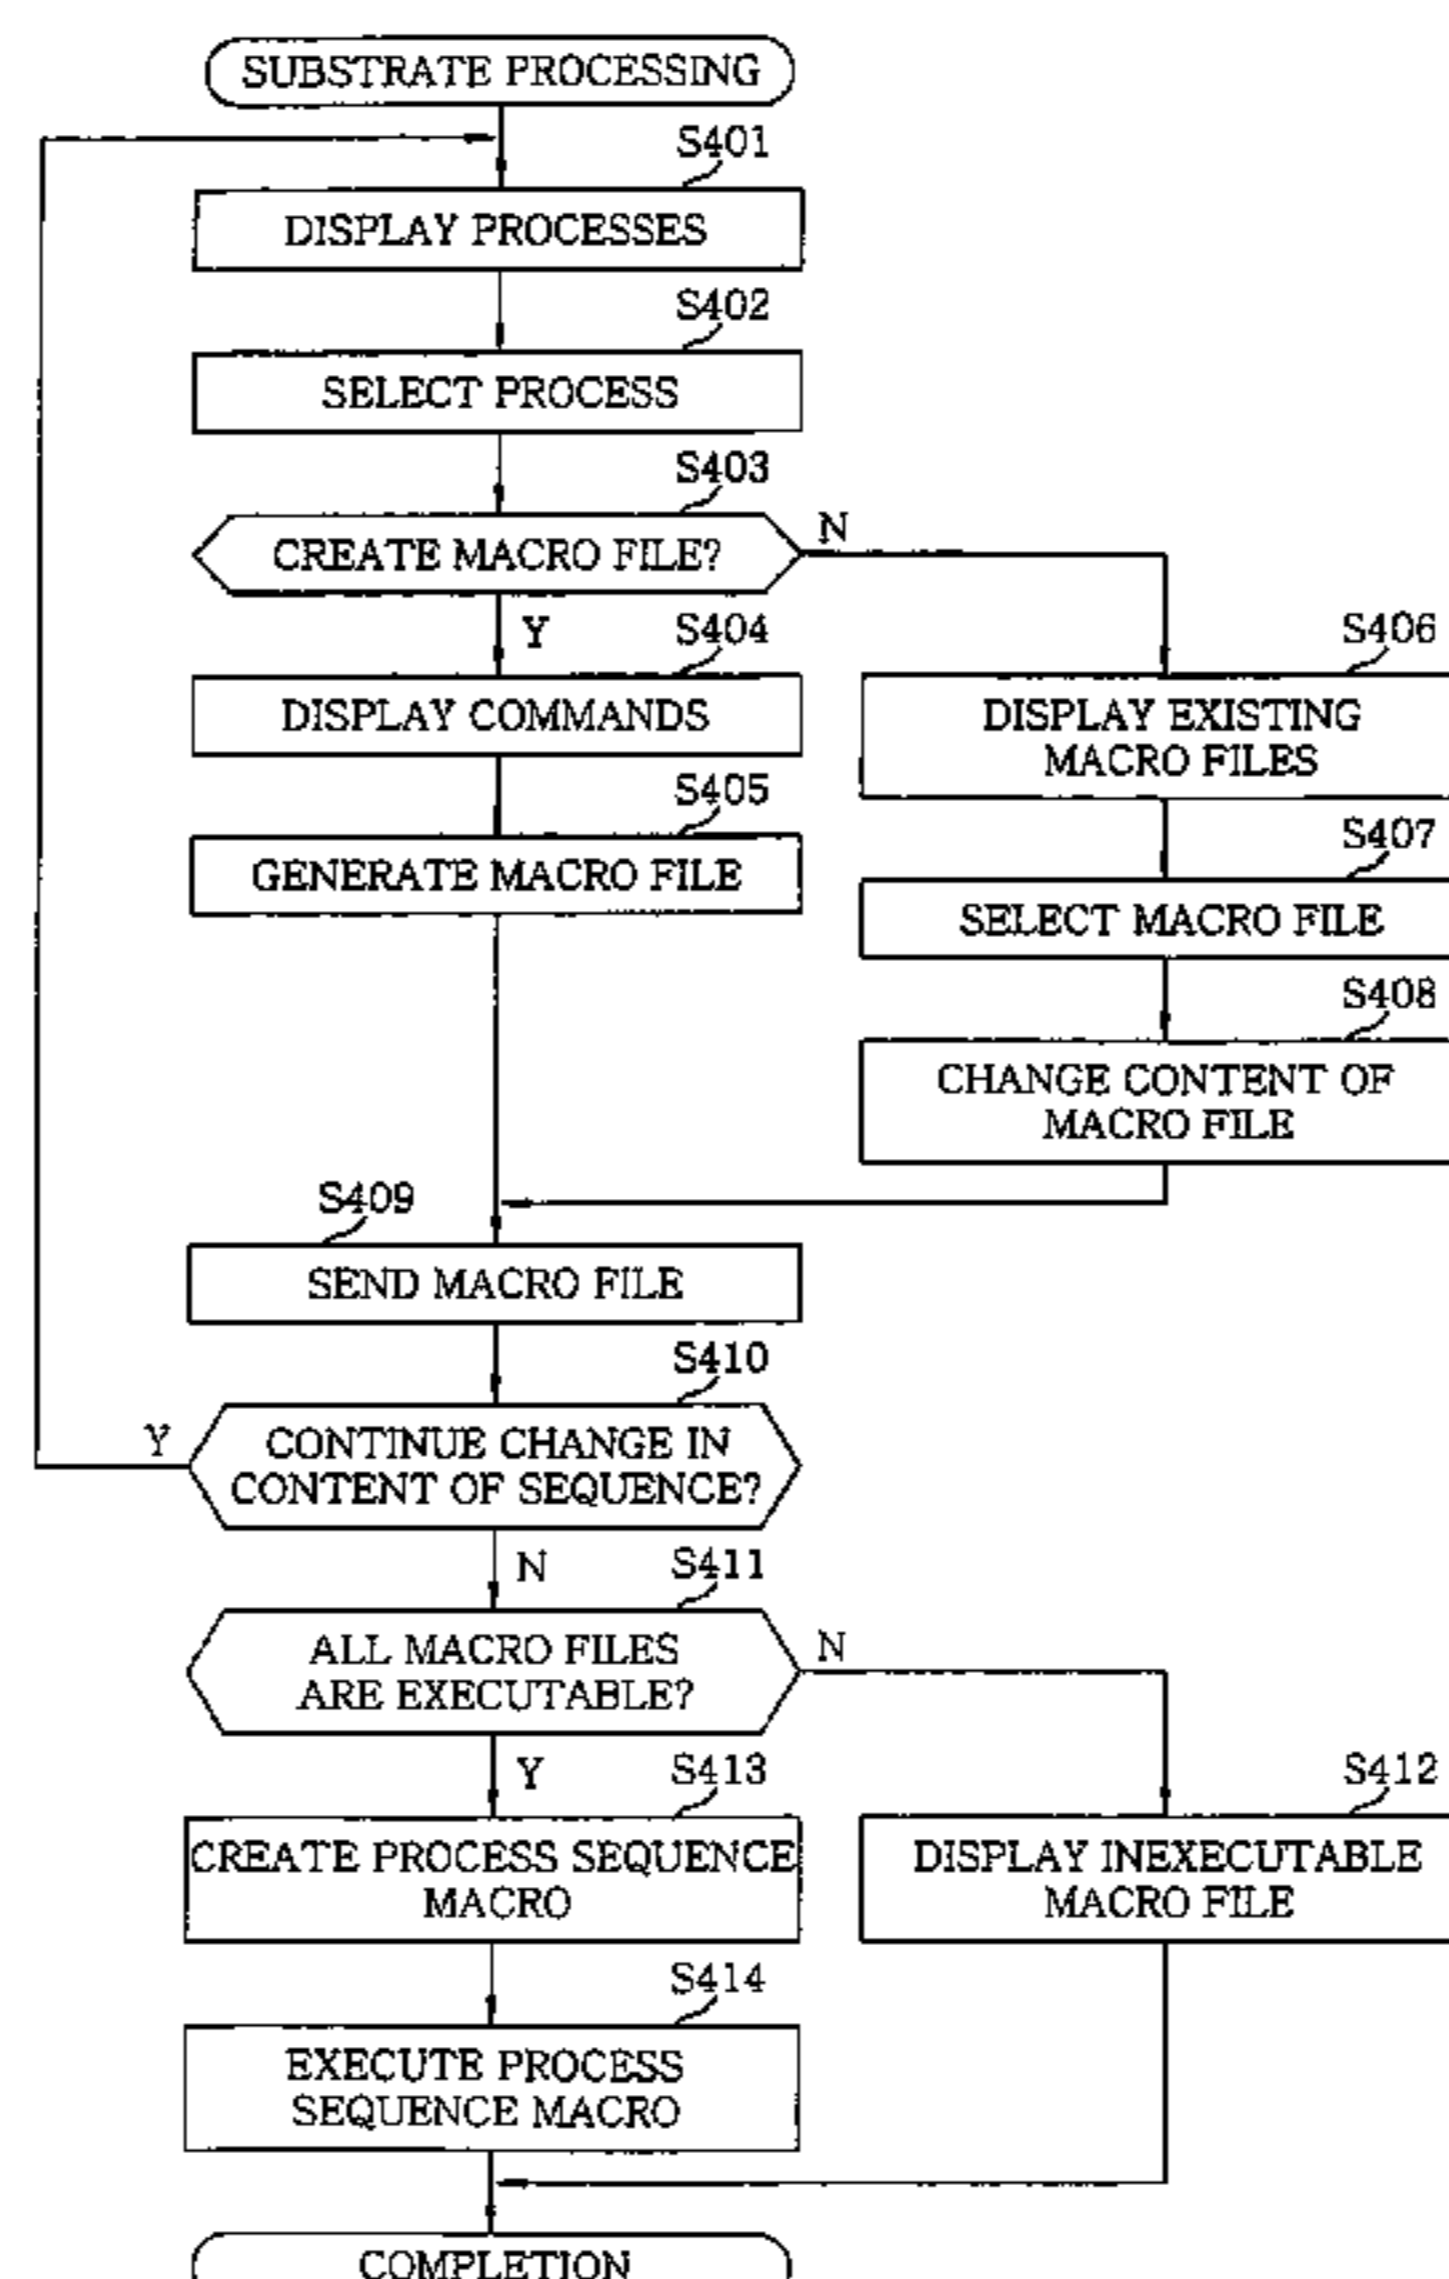 SUBSTRATE PROCESSING
S401
DISPLAY PROCESSES
S402
SELECT PROCESS
S403
CREATE MACRO FILE?
N
Y
S404
DISPLAY COMMANDS
S405
GENERATE MACRO FILE
S406
DISPLAY EXISTING
MACRO FILES
S407
SELECT MACRO FILE
S408
CHANGE CONTENT OF
MACRO FILE
S409
SEND MACRO FILE
S410
Y
CONTINUE CHANGE IN
CONTENT OF SEQUENCE?
N
S411
ALL MACRO FILES
ARE EXECUTABLE?
N
Y
S413
CREATE PROCESS SEQUENCE
MACRO
S412
DISPLAY INEXECUTABLE
MACRO FILE
S414
EXECUTE PROCESS
SEQUENCE MACRO
COMPLETION